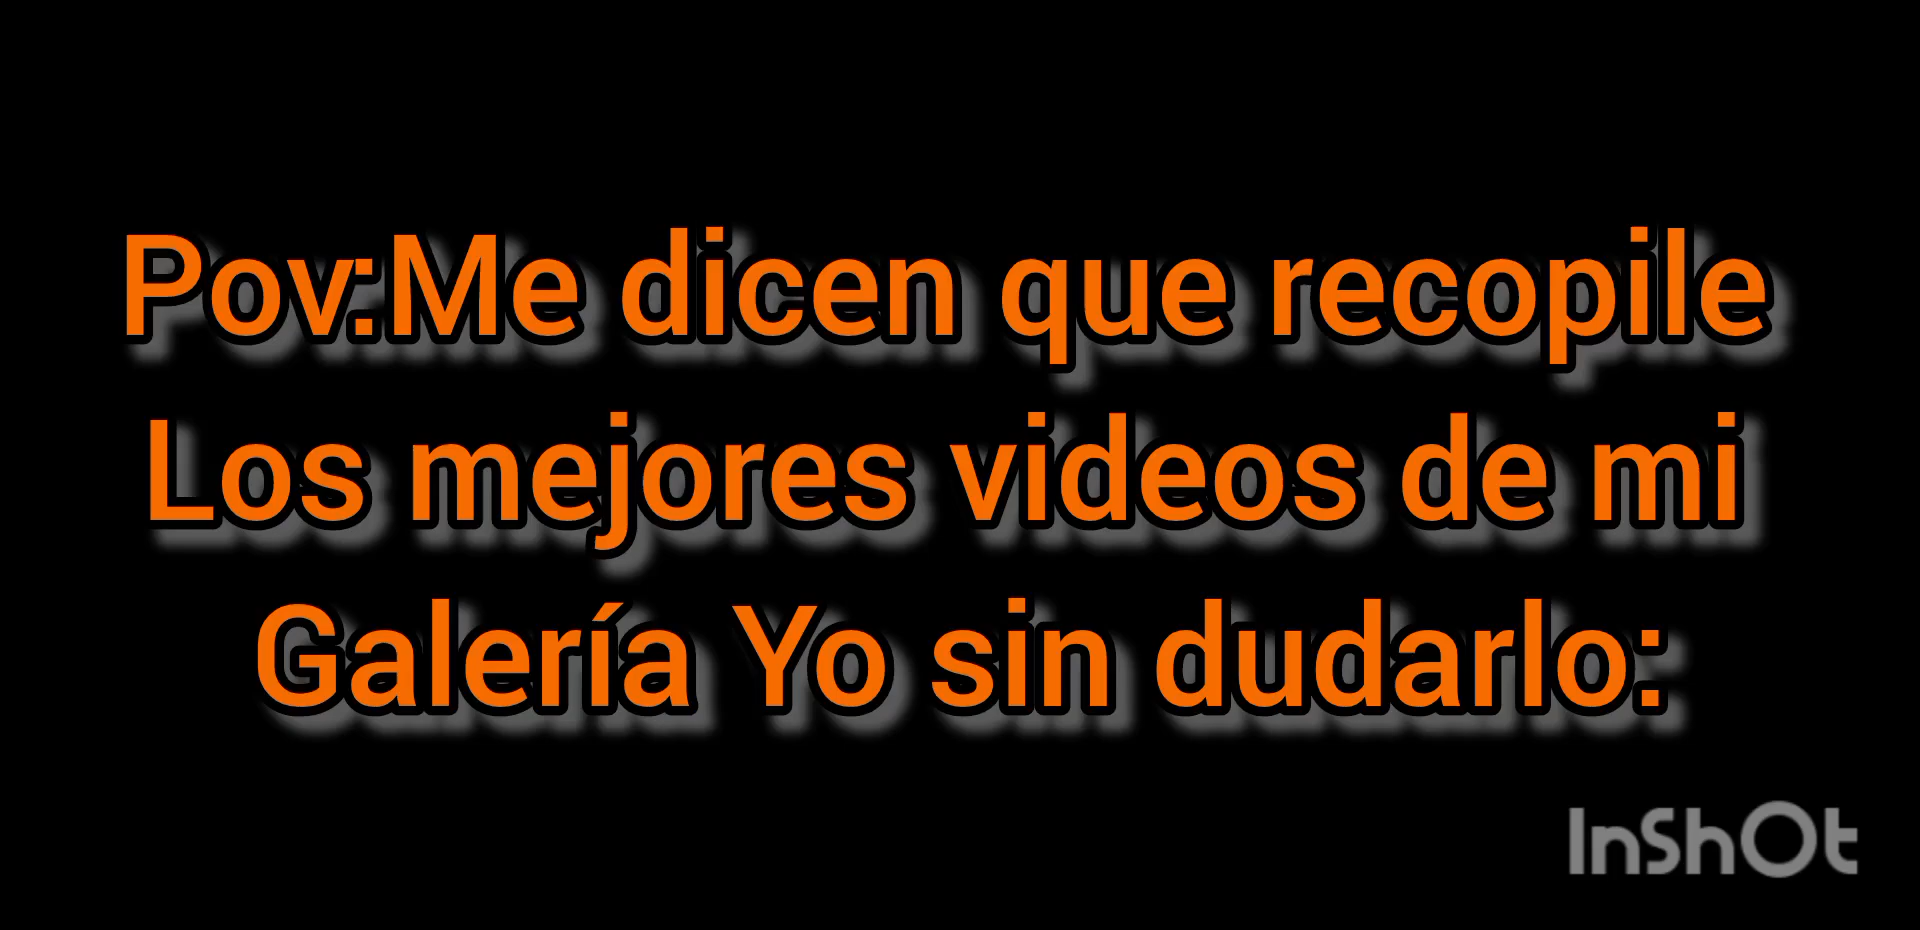 Pov:Me dicen que recopile
Los mejores videos de mi
Galería Yo sin dudarlo:
InShOt